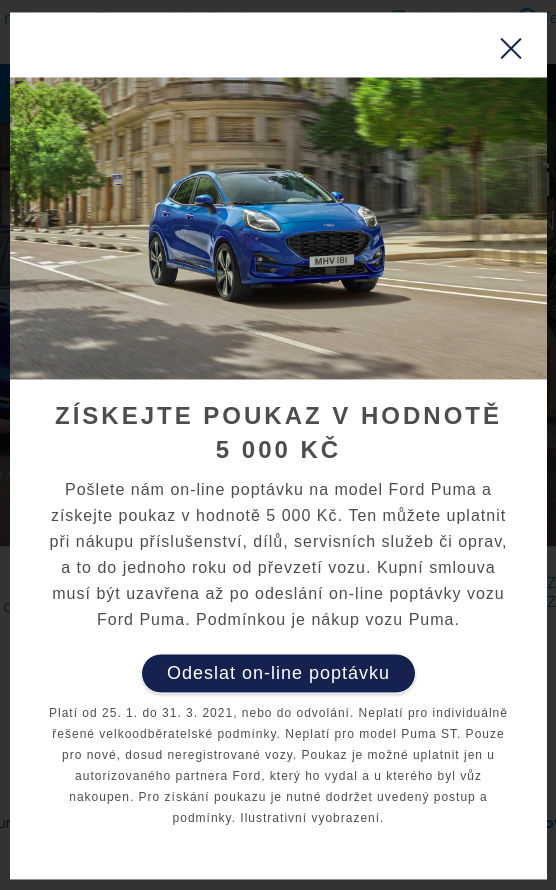 MHV 181
ZÍSKEJTE POUKAZ V HODNOTĚ
5 000 KČ
Pošlete nám on-line poptávku na model Ford Puma a
získejte poukaz v hodnotě 5 000 Kč. Ten můžete uplatnit
při nákupu příslušenství, dílů, servisních služeb či oprav,
a to do jednoho roku od převzetí vozu. Kupní smlouva
musí být uzavřena až po odeslání on-line poptávky vozu
Ford Puma. Podmínkou je nákup vozu Puma.
Odeslat on-line poptávku
Platí od 25. 1. do 31. 3. 2021, nebo do odvolání. Neplatí pro individuálně
řešené velkoodběratelské podmínky. Neplatí pro model Puma ST. Pouze
pro nové, dosud neregistrované vozy. Poukaz je možné uplatnit jen u
autorizovaného partnera Ford, který ho vydal a u kterého byl vůz
nakoupen. Pro získání poukazu je nutné dodržet uvedený postup a
podmínky. Ilustrativní vyobrazení.